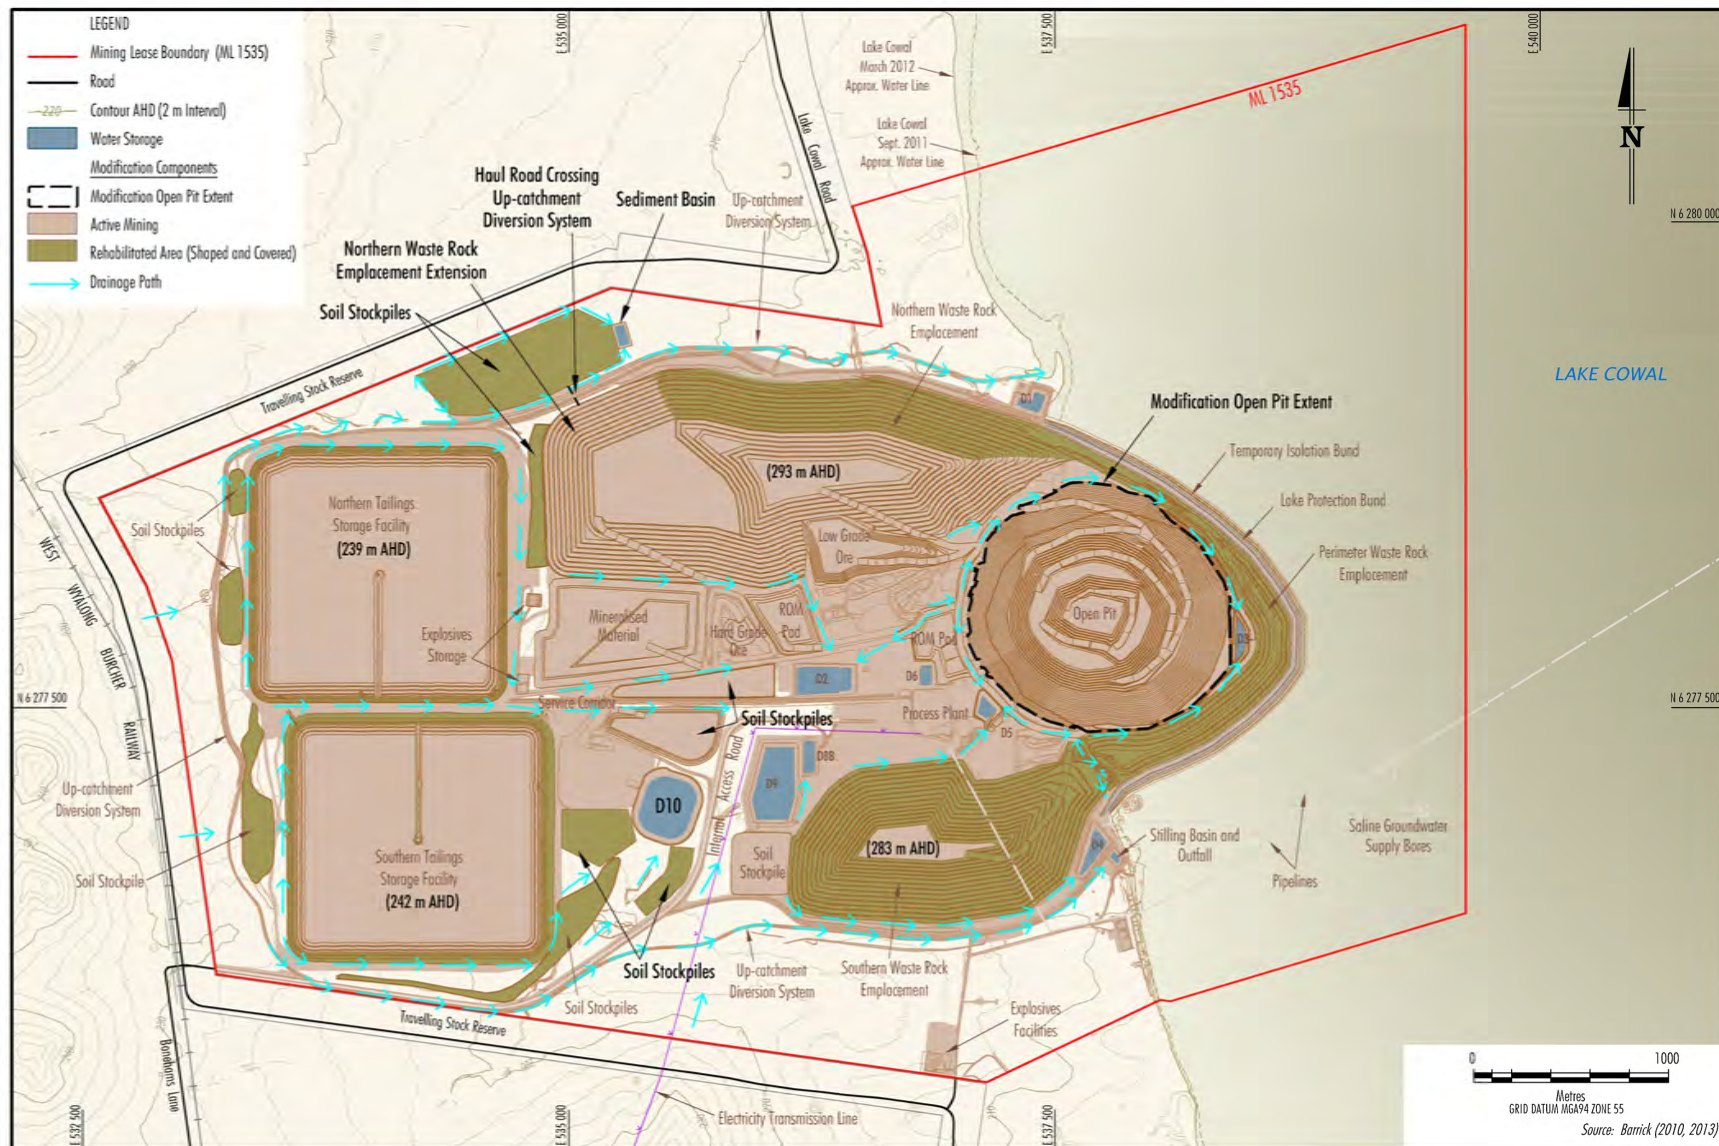 LEGEND
Mining Lease Boundary (ML 1535)
Road
220
Contour AHD (2 m Interval)
Water Storage
Modification Components
Modification Open Pit Extent
Active Mining
Rehabilitated Area (Shaped and Covered)
Drainage Path
E 535 000
E 537 500
E 540 000
Lake Cowal
March 2012
Approx. Water Line
Lake Cowal
Sept. 2011
Approx. Water Line
ML 1535
N
N 6 280 000
Lake Cowal Road
Haul Road Crossing
Up-catchment
Diversion System
Sediment Basin
Up-catchment
Diversion System
Northern Waste Rock
Emplacement Extension
Soil Stockpiles
Northern Waste Rock
Emplacement
LAKE COWAL
Travelling Stock Reserve
D1
Modification Open Pit Extent
Temporary Isolation Bund
(293 m AHD)
Lake Protection Bund
Northern Tailings
Storage Facility
(239 m AHD)
Soil Stockpiles
Low Grade
Ore
Perimeter Waste Rock
Emplacement
WEST WYALONG BURCHER RAILWAY
Explosives
Storage
Mineralised
Material
Hard Grade
Ore
ROM
Pad
ROM Pad
Open Pit
D3
D2
D6
N 6 277 500
N 6 277 500
Service Corridor
Soil Stockpiles
Process Plant
D5
Internal Access Road
D8B
D9
D10
Up-catchment
Diversion System
Southern Tailings
Storage Facility
(242 m AHD)
Soil
Stockpile
(283 m AHD)
D4
Stilling Basin and
Outfall
Saline Groundwater
Supply Bores
Pipelines
Soil Stockpile
Soil Stockpiles
Up-catchment
Diversion System
Southern Waste Rock
Emplacement
Soil Stockpiles
Explosives
Facilities
Travelling Stock Reserve
Bonehams Lane
Electricity Transmission Line
E 532 500
E 535 000
E 537 500
0 1000
Metres
GRID DATUM MGA94 ZONE 55
Source: Barrick (2010, 2013)